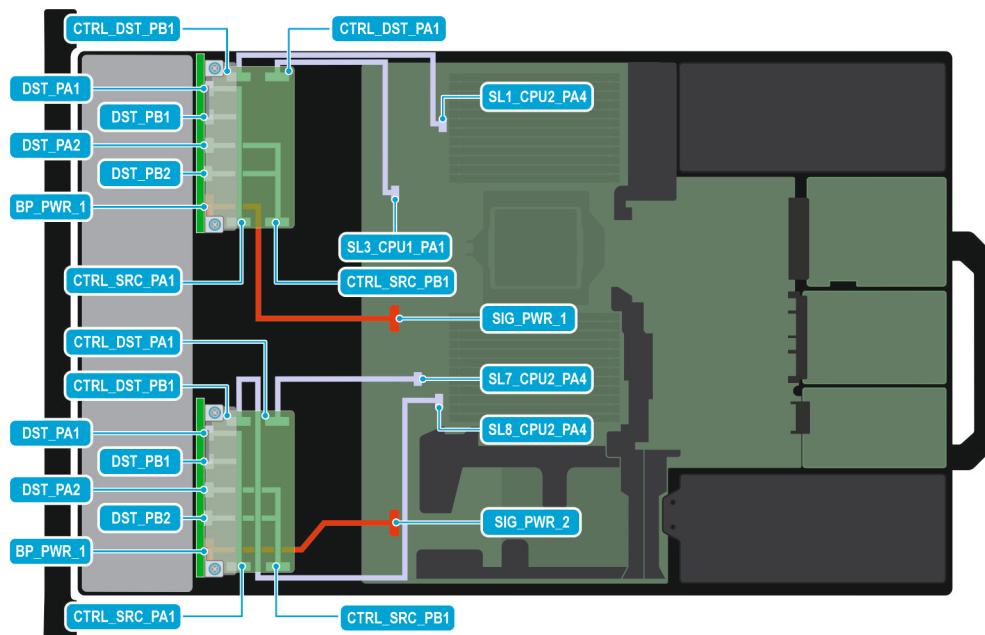 CTRL_DST_PB1
CTRL_DST_PA1
DST_PA1
SL1_CPU2_PA4
DST_PB1
DST_PA2
DST_PB2
BP_PWR_1
SL3_CPU1_PA1
CTRL_SRC_PA1
CTRL_SRC_PB1
SIG_PWR_1
CTRL_DST_PA1
SL7_CPU2_PA4
CTRL_DST_PB1
SL8_CPU2_PA4
DST_PA1
DST_PB1
DST_PA2
DST_PB2
SIG_PWR_2
BP_PWR_1
CTRL_SRC_PA1
CTRL_SRC_PB1